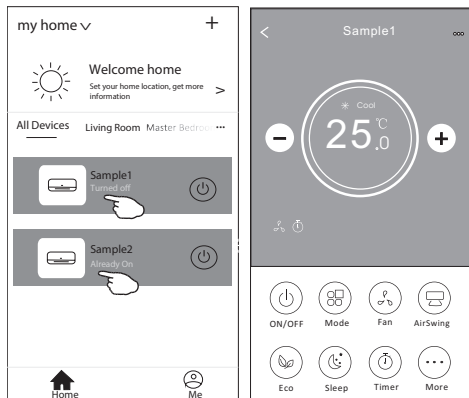 my home
Welcome home
Set your home location, get more
information
All Devices Living Room Master Bedroo
Sample1
Turned off
Sample2
Already On
Home Me
Sample1
Cool
25.0 ℃
ON/OFF Mode Fan AirSwing
Eco Sleep Timer More